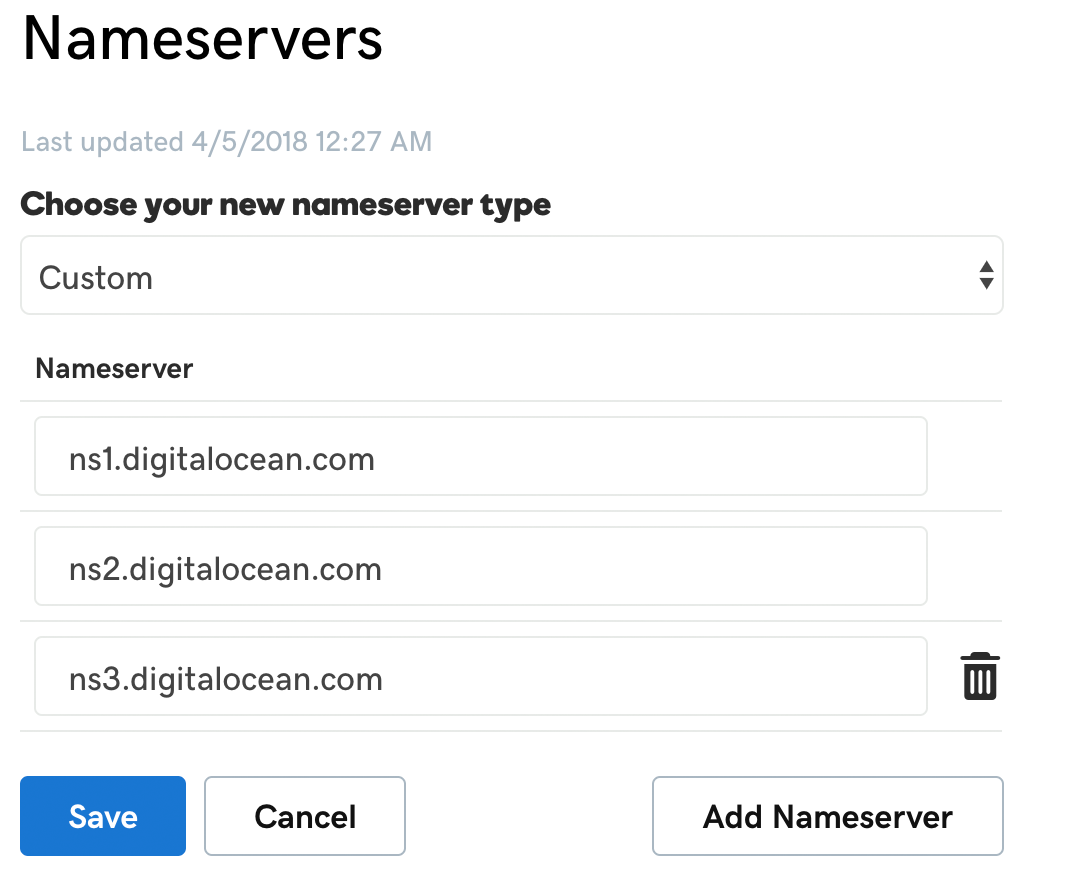 Nameservers
Last updated 4/5/2018 12:27 AM
Choose your new nameserver type
Custom
Nameserver
ns1.digitalocean.com
ns2.digitalocean.com
ns3.digitalocean.com
Save Cancel Add Nameserver